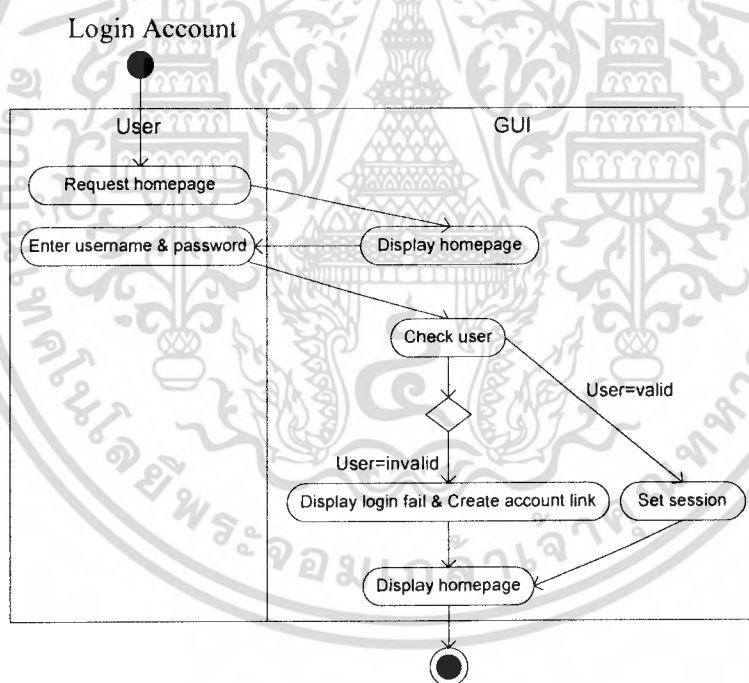 Login Account
User
GUI
Request homepage
Enter username & password
Display homepage
Check user
User=valid
User=invalid
Display login fail & Create account link
Set session
Display homepage